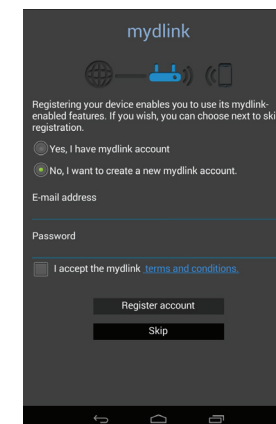 mydlink
Registering your device enables you to use its mydlink-
enabled features. If you wish, you can choose next to ski
registration.
Yes, I have mydlink account
No, I want to create a new mydlink account.
E-mail address
Password
I accept the mydlink terms and conditions.
Register account
Skip